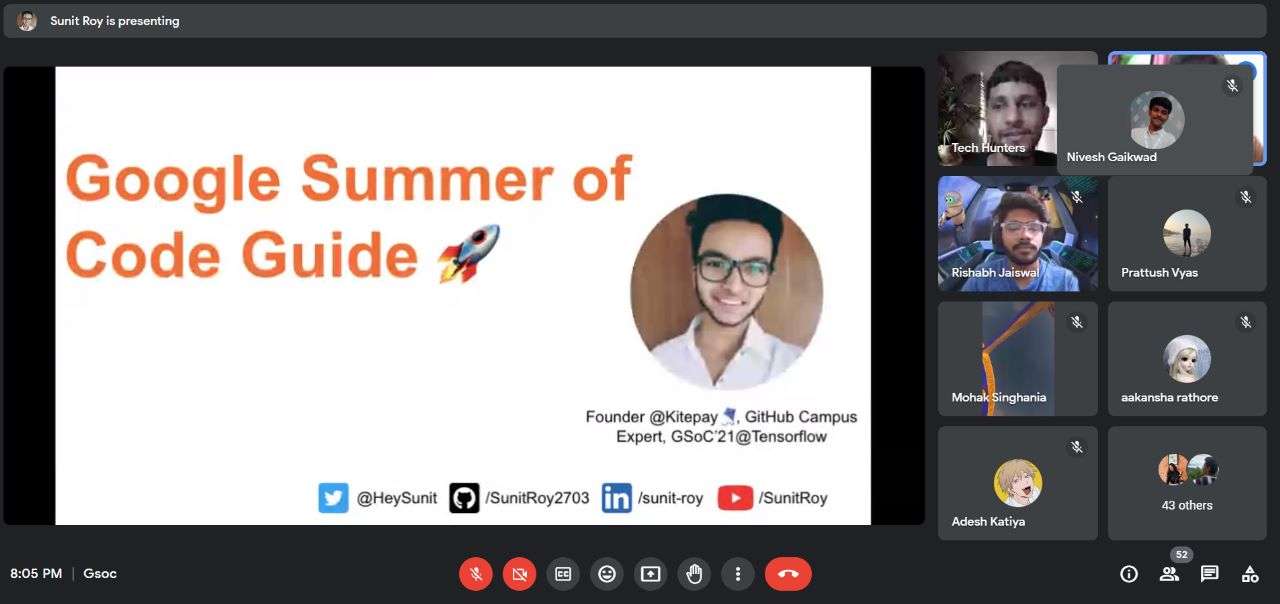 Sunit Roy is presenting
Google Summer of
Code Guide 🚀
Founder @Kitepay🪁, GitHub Campus
Expert, GSoC'21@Tensorflow
@HeySunit /SunitRoy2703 /sunit-roy /SunitRoy
Tech Hunters
Nivesh Gaikwad
Rishabh Jaiswal
Prattush Vyas
Mohak Singhania
aakansha rathore
Adesh Katiya
43 others
8:05 PM | Gsoc
52